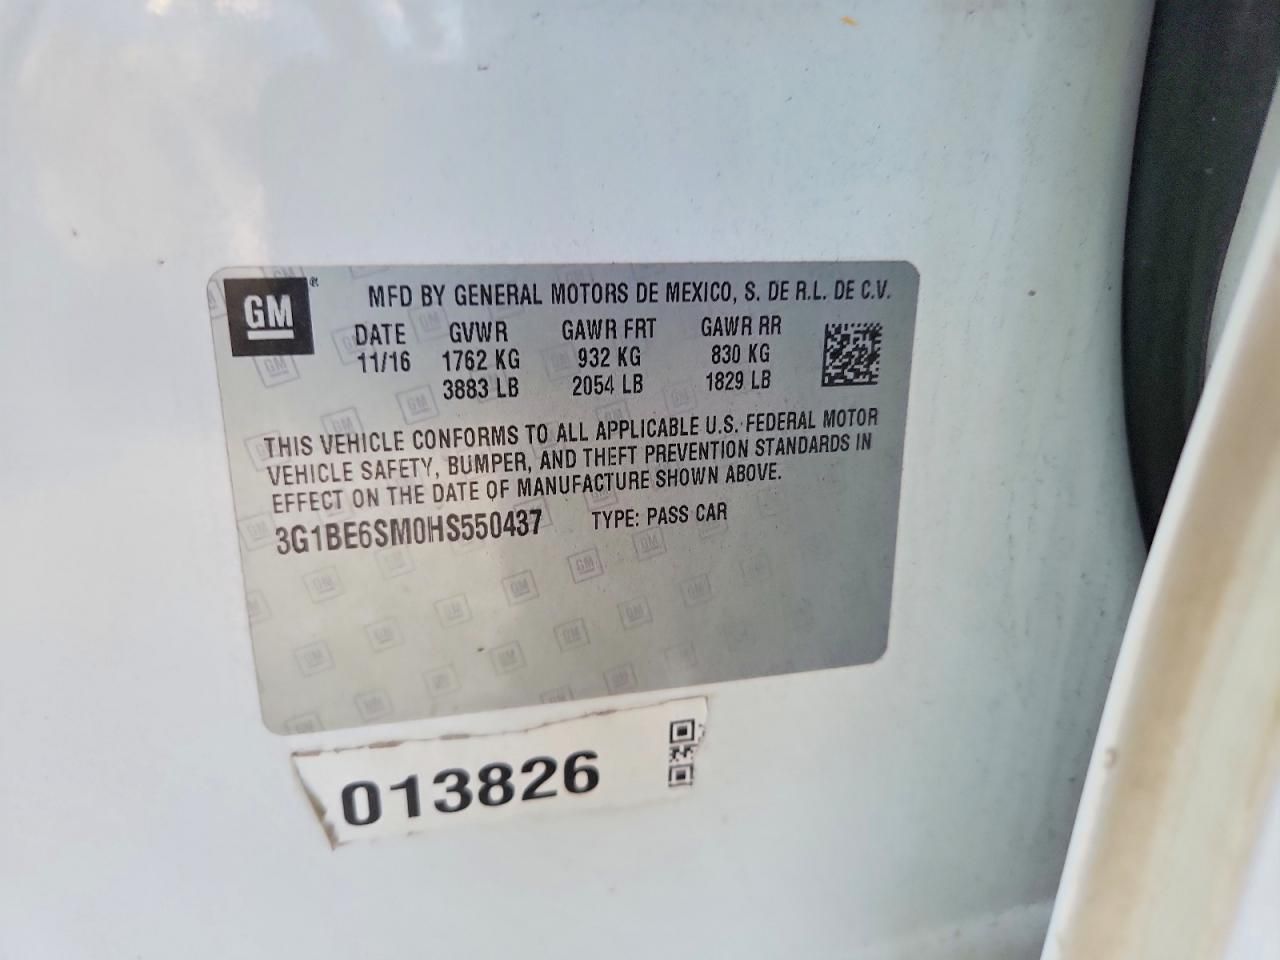 GM
MFD BY GENERAL MOTORS DE MEXICO, S. DE R.L. DE C.V.
DATE GVWR GAWR FRT GAWR RR
11/16 1762 KG 932 KG 830 KG
3883 LB 2054 LB 1829 LB
THIS VEHICLE CONFORMS TO ALL APPLICABLE U.S. FEDERAL MOTOR
VEHICLE SAFETY, BUMPER, AND THEFT PREVENTION STANDARDS IN
EFFECT ON THE DATE OF MANUFACTURE SHOWN ABOVE.
3G1BE6SM0HS550437 TYPE: PASS CAR
013826